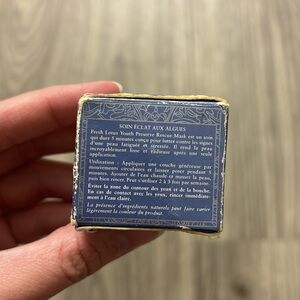 SOIN ÉCLAT AUX ALGUES
Fresh Lotus Youth Preserve Rescue Mask est un soin
qui dure 5 minutes conçu pour lutter contre les signes
d'une peau fatiguée et stressée. Il rend la peau
incroyablement lisse et éclatante après une seule
application.
Utilisation : Appliquer une couche généreuse par
mouvements circulaires et laisser poser pendant 5
minutes. Ajouter de l'eau chaude et masser la peau
puis bien rincer. Peut s'utiliser 2 à 3 fois par semaine.
Éviter la zone du contour des yeux et de la bouche.
En cas de contact avec les yeux, rincer immédiate-
ment à l'eau claire.
La présence d'ingrédients naturels peut faire varier
légèrement la couleur du produit.